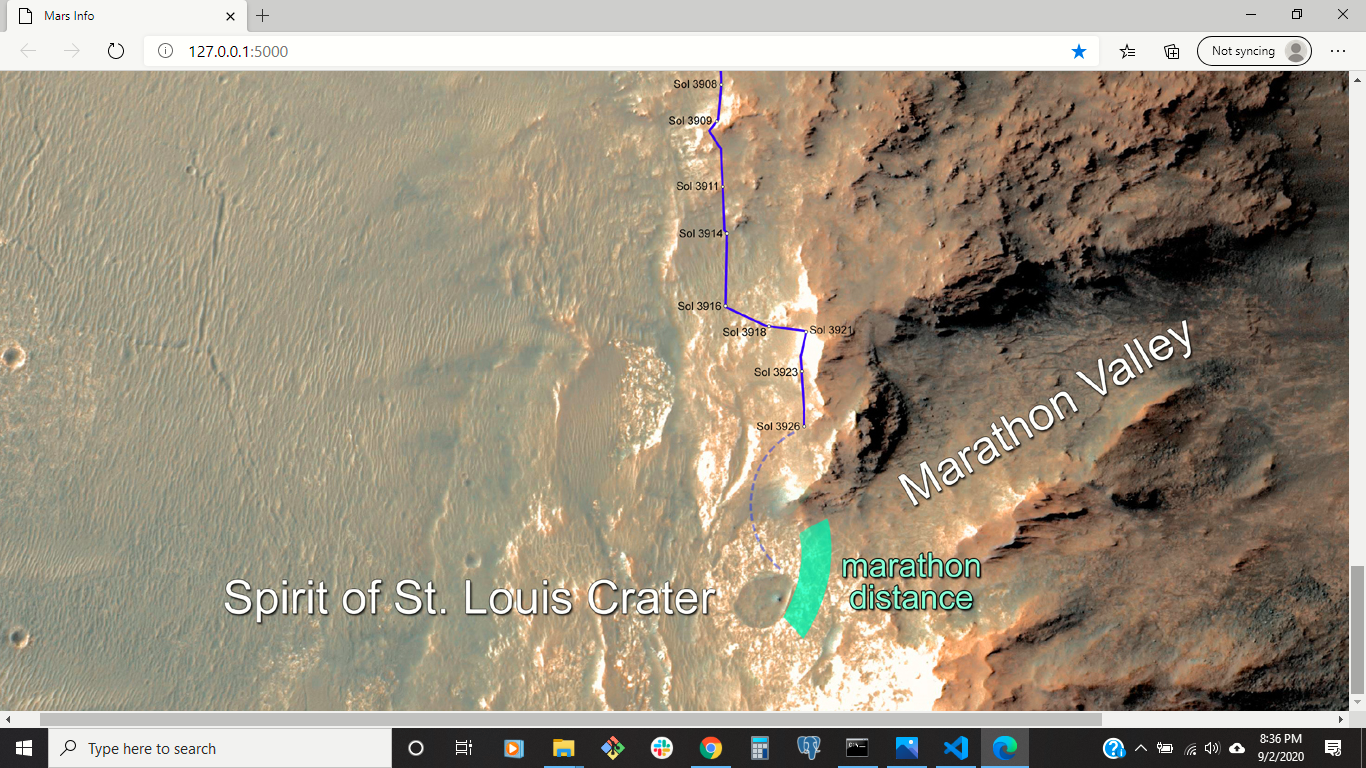 Mars Info
127.0.0.1:5000
Not syncing
Sol 3908
Sol 3909
Sol 3911
Sol 3914
Sol 3916
Sol 3918
Sol 3921
Sol 3923
Sol 3926
Marathon Valley
marathon
distance
Spirit of St. Louis Crater
Type here to search
8:36 PM
9/2/2020